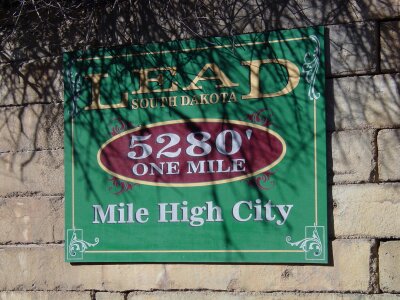 LEAD
SOUTH DAKOTA
5280'
ONE MILE
Mile High City